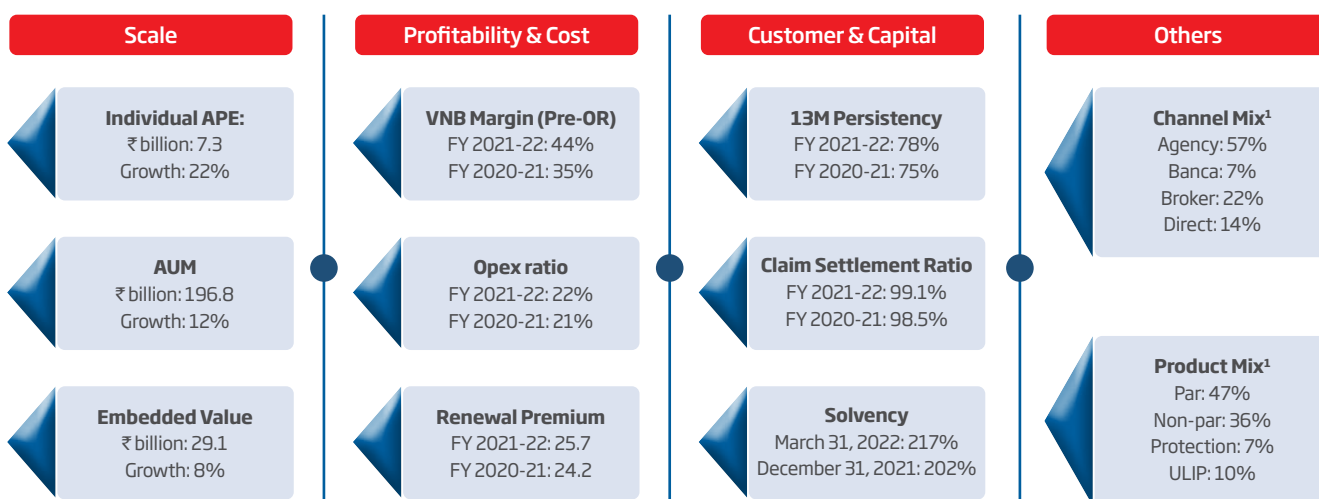 Scale
Individual APE:
₹ billion: 7.3
Growth: 22%
AUM
₹ billion: 196.8
Growth: 12%
Embedded Value
₹ billion: 29.1
Growth: 8%
Profitability & Cost
VNB Margin (Pre-OR)
FY 2021-22: 44%
FY 2020-21: 35%
Opex ratio
FY 2021-22: 22%
FY 2020-21: 21%
Renewal Premium
FY 2021-22: 25.7
FY 2020-21: 24.2
Customer & Capital
13M Persistency
FY 2021-22: 78%
FY 2020-21: 75%
Claim Settlement Ratio
FY 2021-22: 99.1%
FY 2020-21: 98.5%
Solvency
March 31, 2022: 217%
December 31, 2021: 202%
Others
Channel Mix¹
Agency: 57%
Banca: 7%
Broker: 22%
Direct: 14%
Product Mix¹
Par: 47%
Non-par: 36%
Protection: 7%
ULIP: 10%